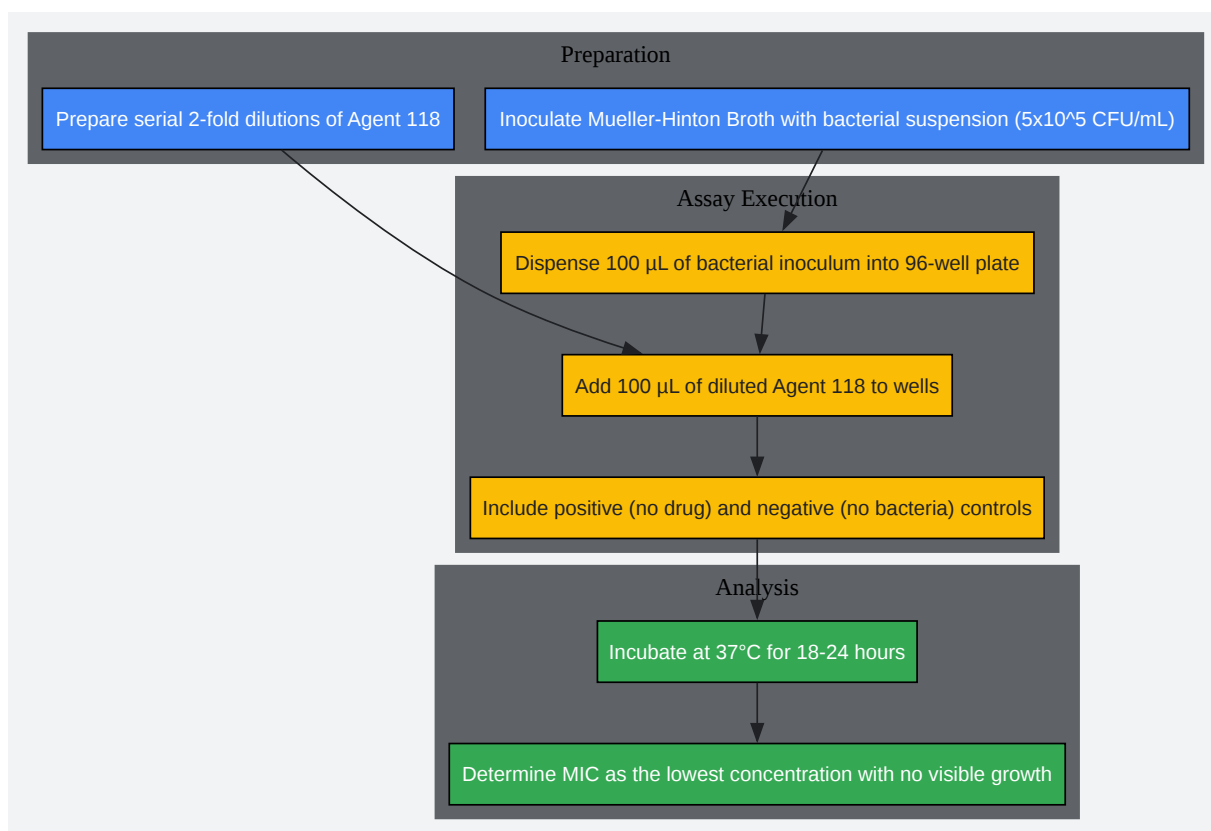 Preparation
Prepare serial 2-fold dilutions of Agent 118
Inoculate Mueller-Hinton Broth with bacterial suspension (5x10^5 CFU/mL)
Assay Execution
Dispense 100 µL of bacterial inoculum into 96-well plate
Add 100 µL of diluted Agent 118 to wells
Include positive (no drug) and negative (no bacteria) controls
Analysis
Incubate at 37°C for 18-24 hours
Determine MIC as the lowest concentration with no visible growth